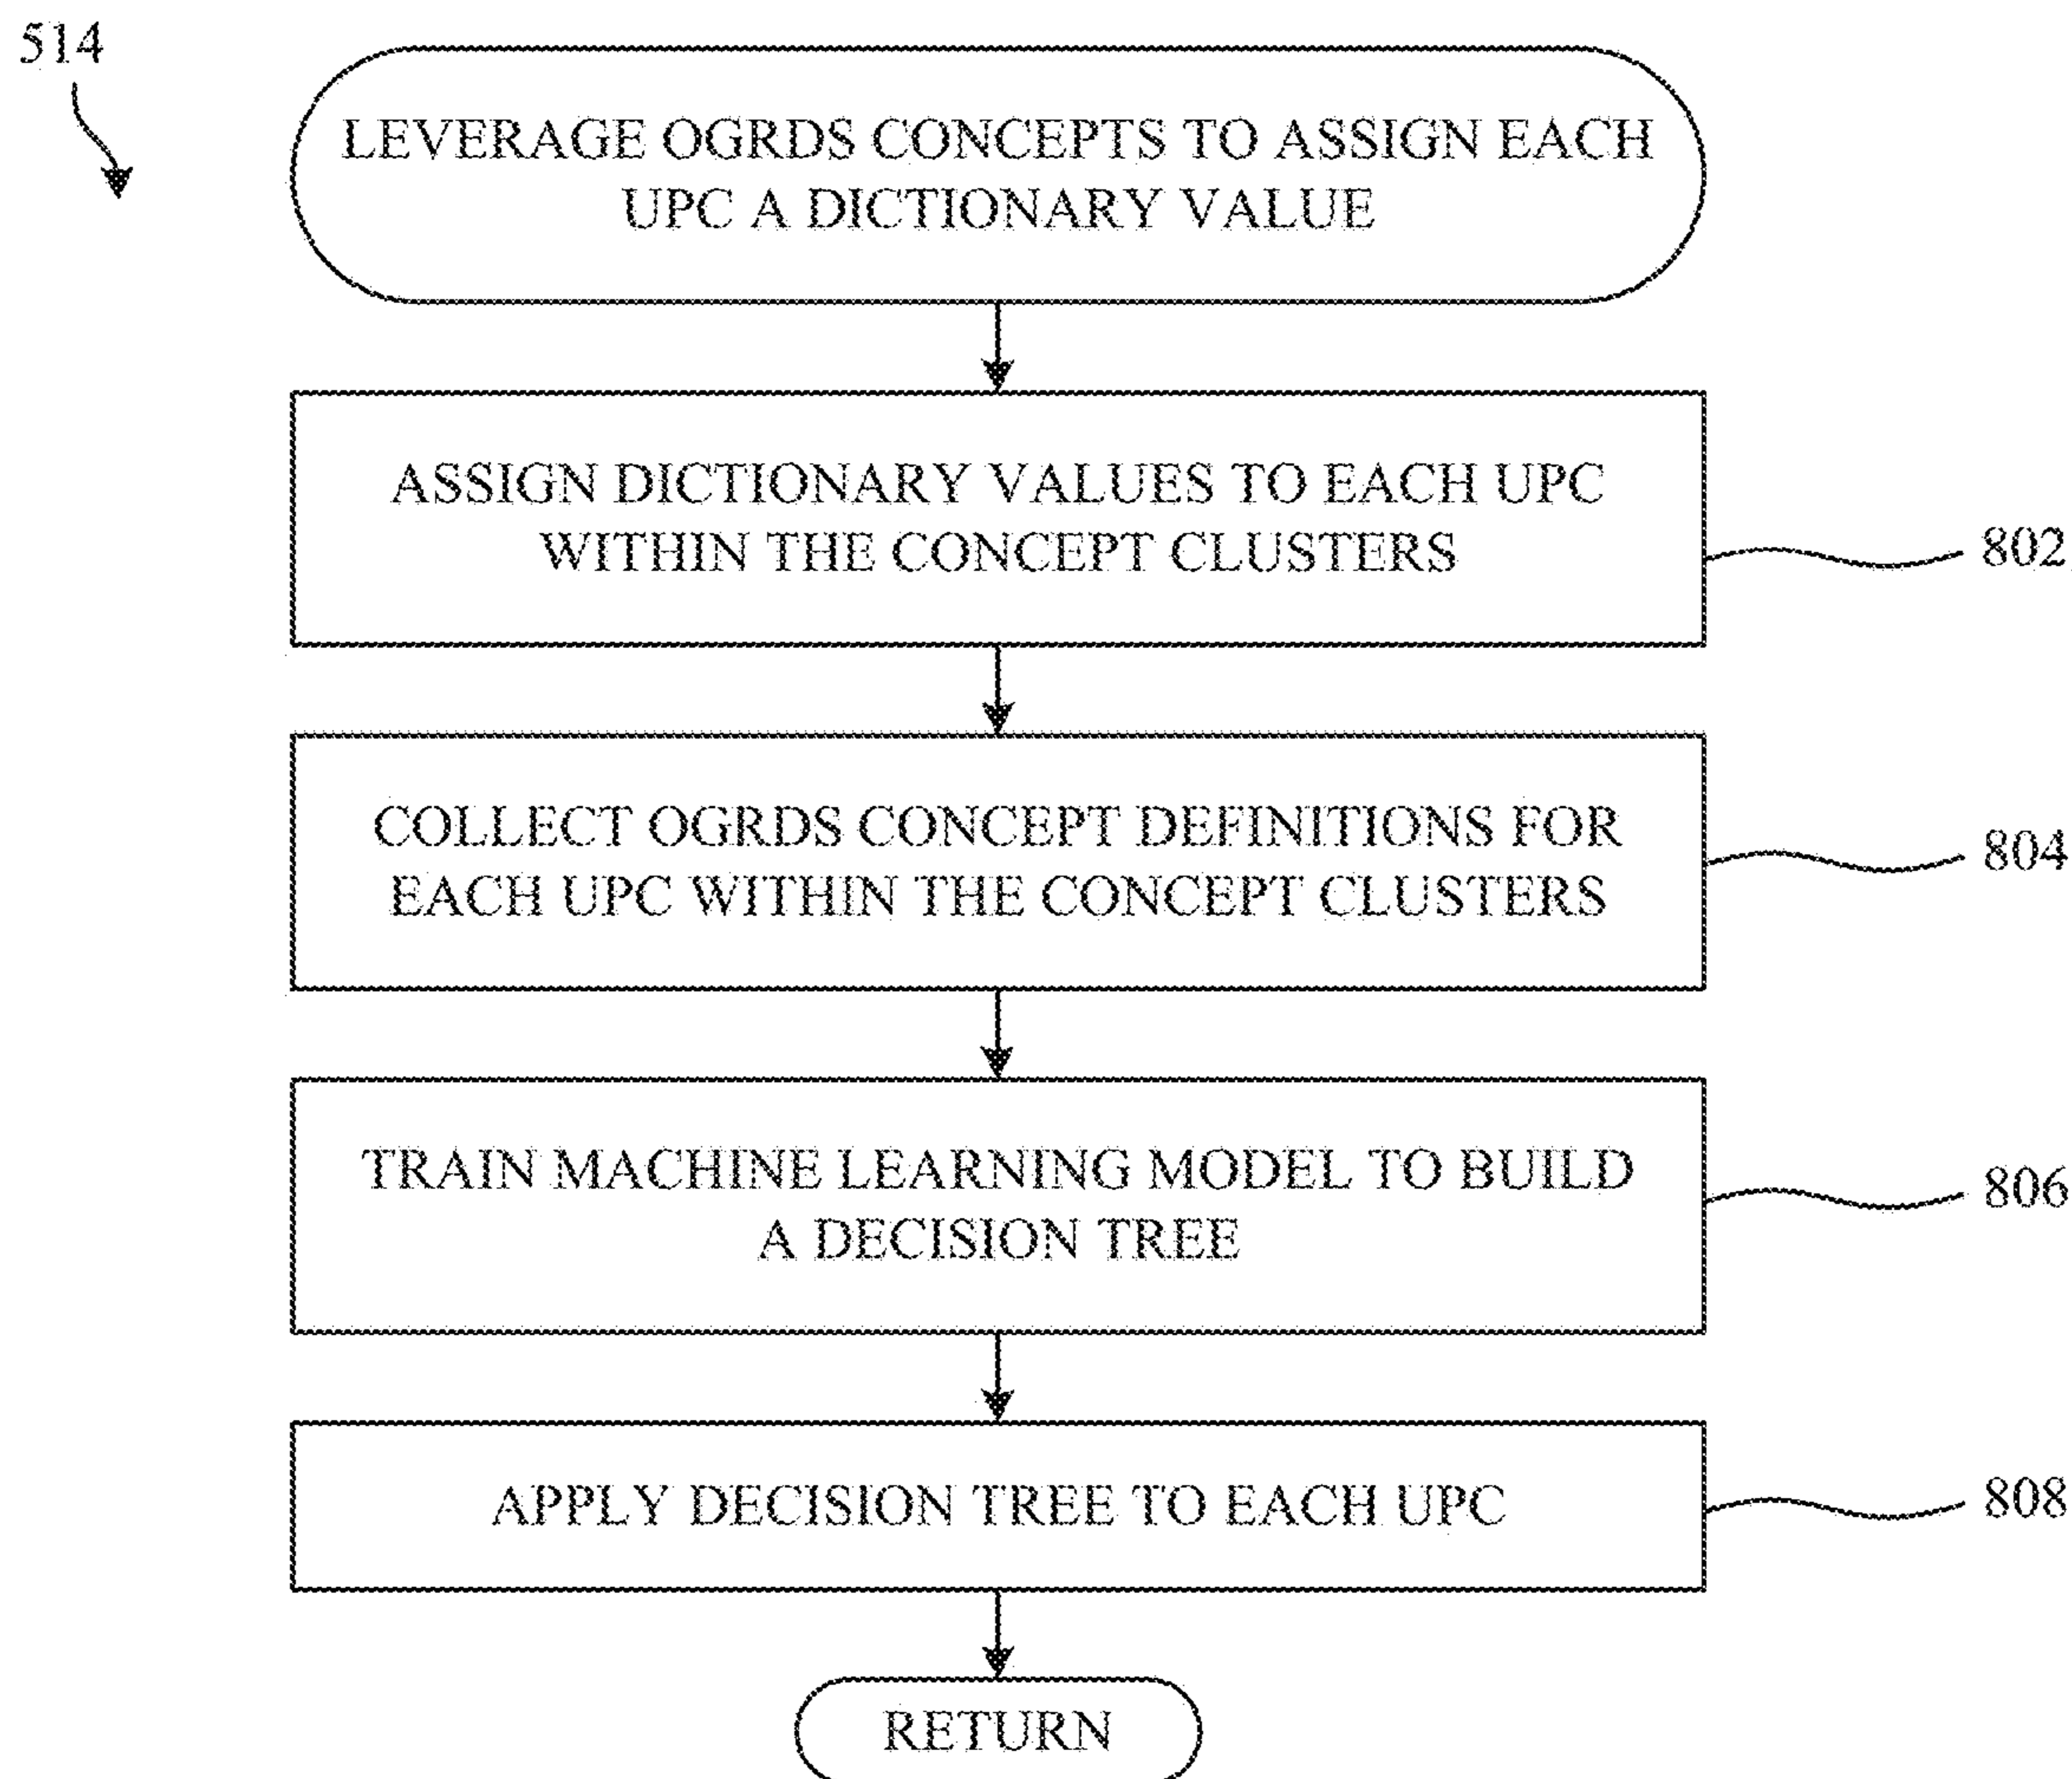 514
LEVERAGE OGRDS CONCEPTS TO ASSIGN EACH
UPC A DICTIONARY VALUE
ASSIGN DICTIONARY VALUES TO EACH UPC
WITHIN THE CONCEPT CLUSTERS
802
COLLECT OGRDS CONCEPT DEFINITIONS FOR
EACH UPC WITHIN THE CONCEPT CLUSTERS
804
TRAIN MACHINE LEARNING MODEL TO BUILD
A DECISION TREE
806
APPLY DECISION TREE TO EACH UPC
808
RETURN